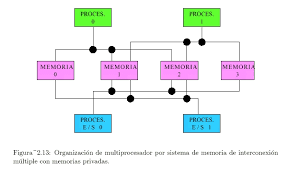 PROCES.
0
PROCES.
1
MEMORIA
0
MEMORIA
1
MEMORIA
2
MEMORIA
3
PROCES.
E / S 0
PROCES.
E / S 1
Figura~2.13: Organización de multiprocesador por sistema de memoria de interconexión
múltiple con memorias privadas.